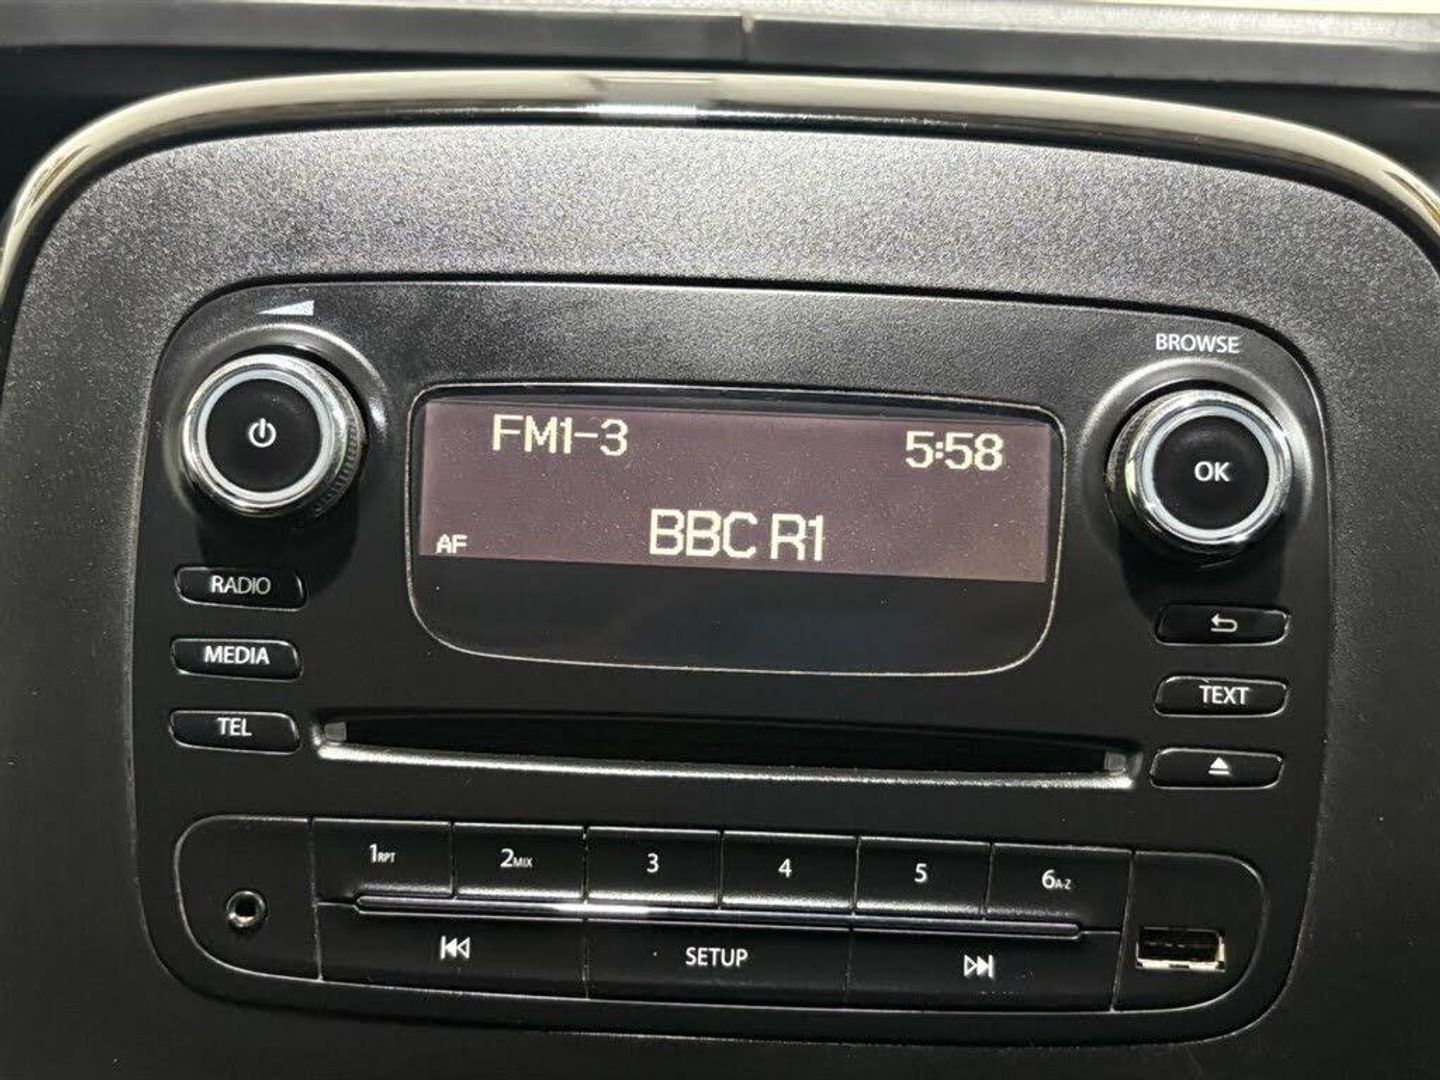 BROWSE
FM1-3 5:58
OK
BBC R1
AF
RADIO
MEDIA
TEXT
TEL
1RPT 2MIX 3 4 5 6A-Z
SETUP